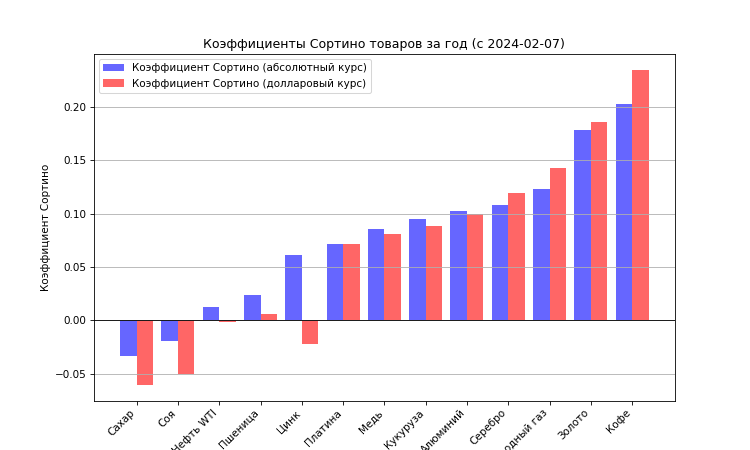 Коэффициенты Сортино товаров за год (с 2024-02-07)
Коэффициент Сортино (абсолютный курс)
Коэффициент Сортино (долларовый курс)
Коэффициент Сортино
0.20
0.15
0.10
0.05
0.00
−0.05
Сахар
Соя
Нефть WTI
Пшеница
Цинк
Платина
Медь
Кукуруза
Алюминий
Серебро
одный газ
Золото
Кофе